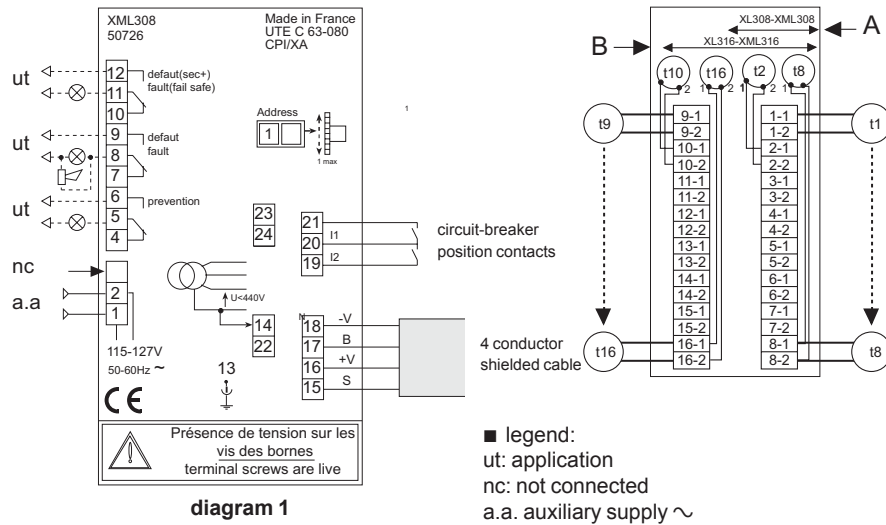 XML308
50726
Made in France
UTE C 63-080
CPI/XA
ut
12
11
10
defaut(sec+)
fault(fail safe)
Address
1
1 max
1
ut
9
8
7
defaut
fault
ut
6
5
4
prevention
23
24
21
20
19
I1
I2
circuit-breaker
position contacts
nc
a.a
2
1
U<440V
14
22
N
18
17
16
15
-V
B
+V
S
4 conductor
shielded cable
115-127V
50-60Hz ~
13
CE
Présence de tension sur les
vis des bornes
terminal screws are live
diagram 1
XL308-XML308
A
B
XL316-XML316
t10
t16
t2
t8
1 2
1 2
1 2
1 2
t9
9-1
9-2
10-1
10-2
11-1
11-2
12-1
12-2
13-1
13-2
14-1
14-2
15-1
15-2
16-1
16-2
t16
1-1
1-2
2-1
2-2
3-1
3-2
4-1
4-2
5-1
5-2
6-1
6-2
7-1
7-2
8-1
8-2
t1
t8
■ legend:
ut: application
nc: not connected
a.a. auxiliary supply ~